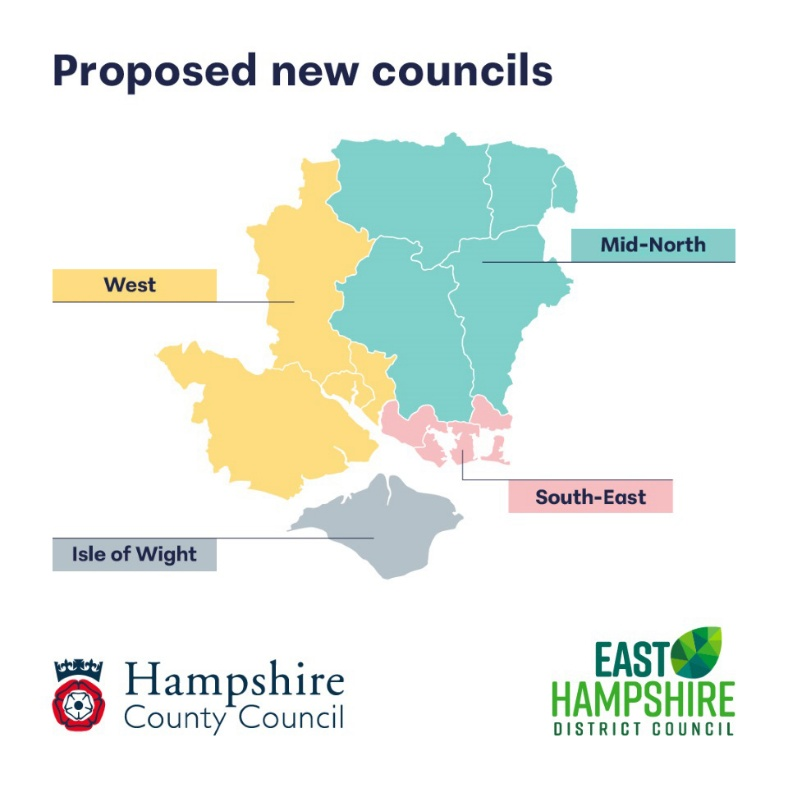 Proposed new councils
Mid-North
West
South-East
Isle of Wight
Hampshire
County Council
EAST
HAMPSHIRE
DISTRICT COUNCIL